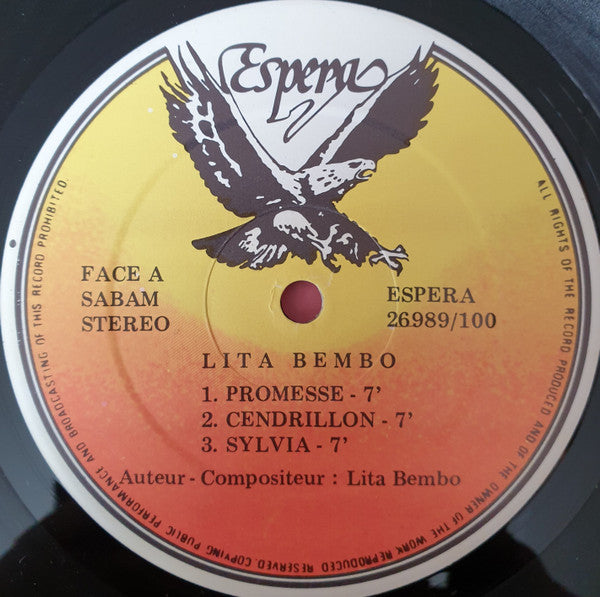 Espera
FACE A
SABAM
STEREO
ESPERA
26989/100
LITA BEMBO
1. PROMESSE - 7'
2. CENDRILLON - 7'
3. SYLVIA - 7'
Auteur - Compositeur : Lita Bembo
ALL RIGHTS OF THE RECORD PRODUCED AND OF THE OWNER OF THE WORK REPRODUCED RESERVED. COPYING PUBLIC PERFORMANCE AND BROADCASTING OF THIS RECORD PROHIBITED.